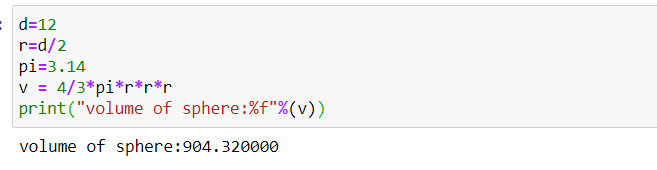 : d=12
r=d/2
pi=3.14
v = 4/3*pi*r*r*r
print("volume of sphere:%f"%(v))
volume of sphere:904.320000